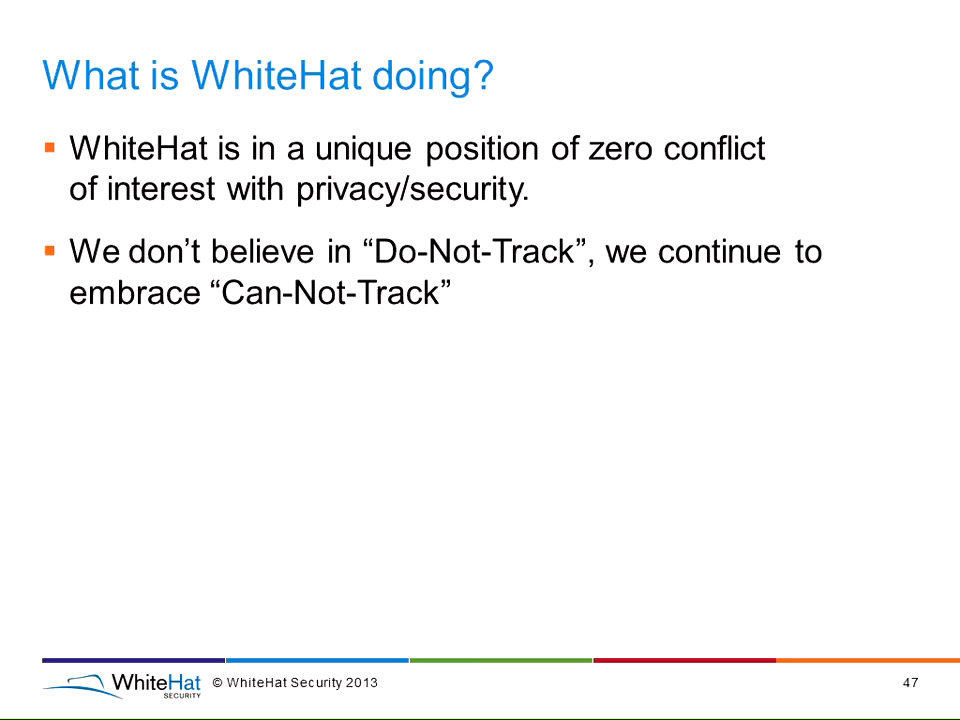 What is WhiteHat doing?
WhiteHat is in a unique position of zero conflict
of interest with privacy/security.
We don’t believe in “Do-Not-Track”, we continue to
embrace “Can-Not-Track”
WhiteHat
SECURITY
© WhiteHat Security 2013
47